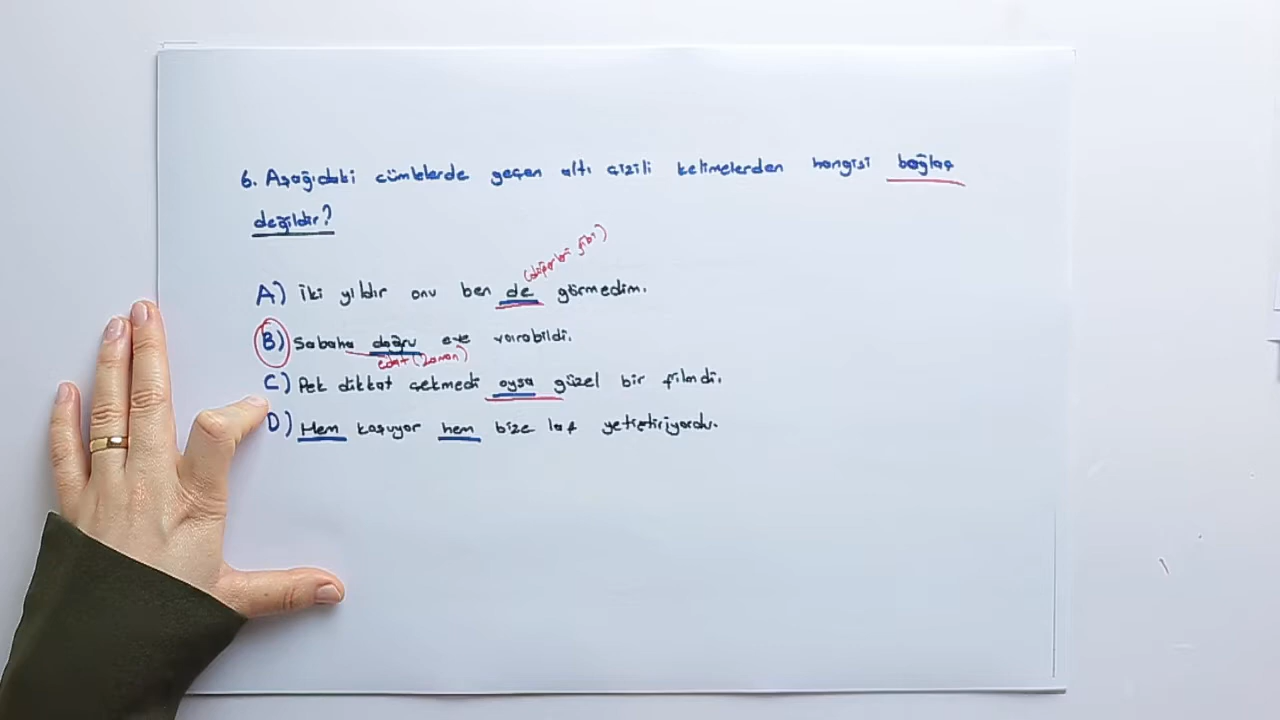 6. Aşağıdaki cümlelerde geçen altı çizili kelimelerden hangisi bağlaç
değildir?
(diğerleri gibi)
A) İki yıldır onu ben de görmedim.
B) Sabaha doğru eve varabildi.
edat (zaman)
C) Pek dikkat çekmedi oysa güzel bir filmdi.
D) Hem koşuyor hem bize laf yetiştiriyordu.